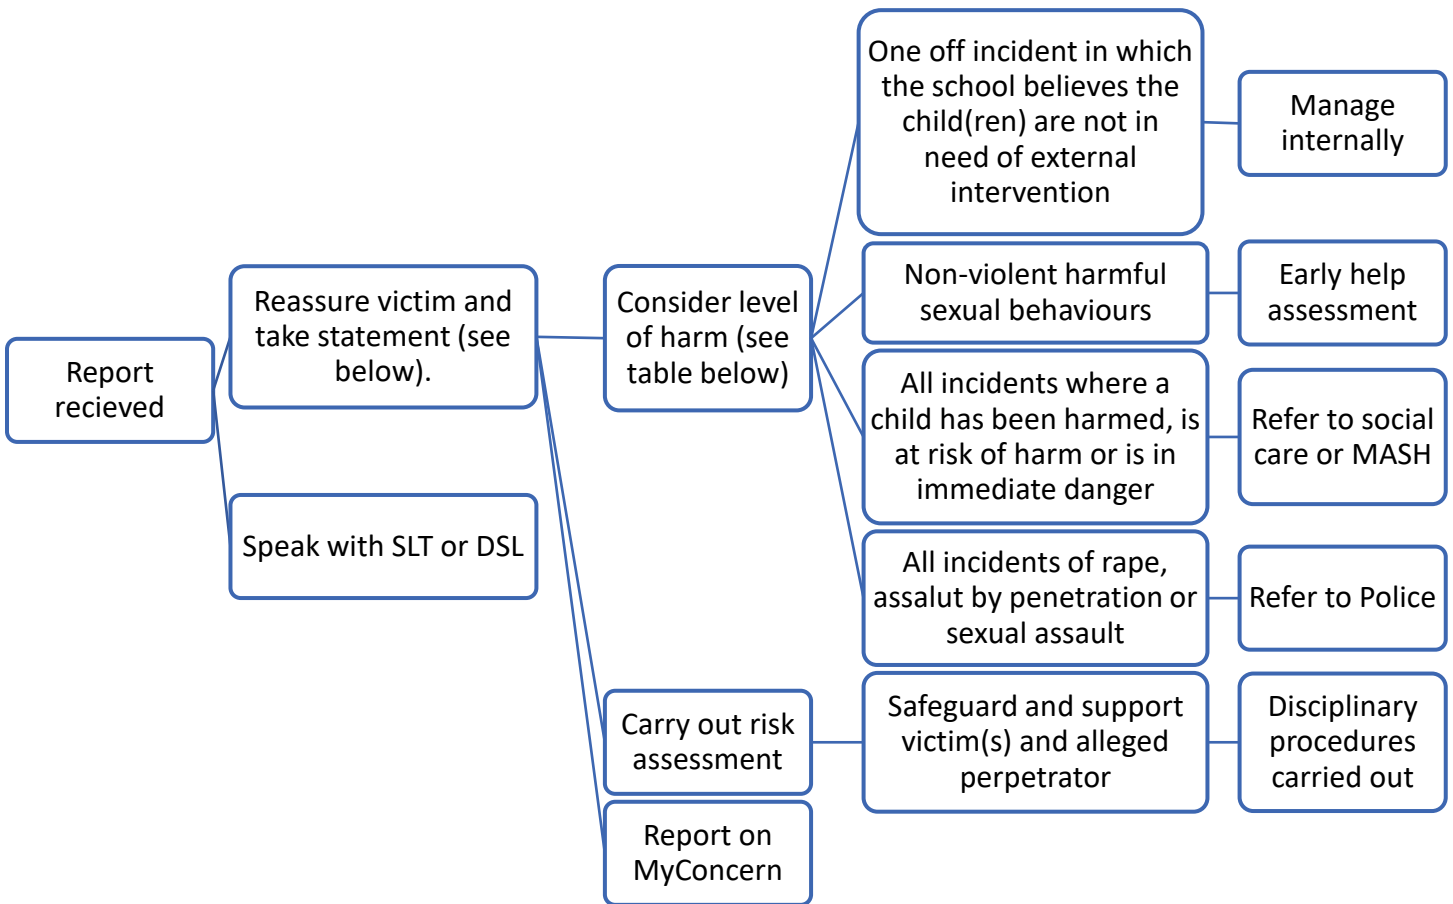 Report
recieved
Reassure victim and
take statement (see
below).
Speak with SLT or DSL
Consider level
of harm (see
table below)
One off incident in which
the school believes the
child(ren) are not in
need of external
intervention
Manage
internally
Non-violent harmful
sexual behaviours
Early help
assessment
All incidents where a
child has been harmed, is
at risk of harm or is in
immediate danger
Refer to social
care or MASH
All incidents of rape,
assalut by penetration or
sexual assault
Refer to Police
Carry out risk
assessment
Safeguard and support
victim(s) and alleged
perpetrator
Disciplinary
procedures
carried out
Report on
MyConcern